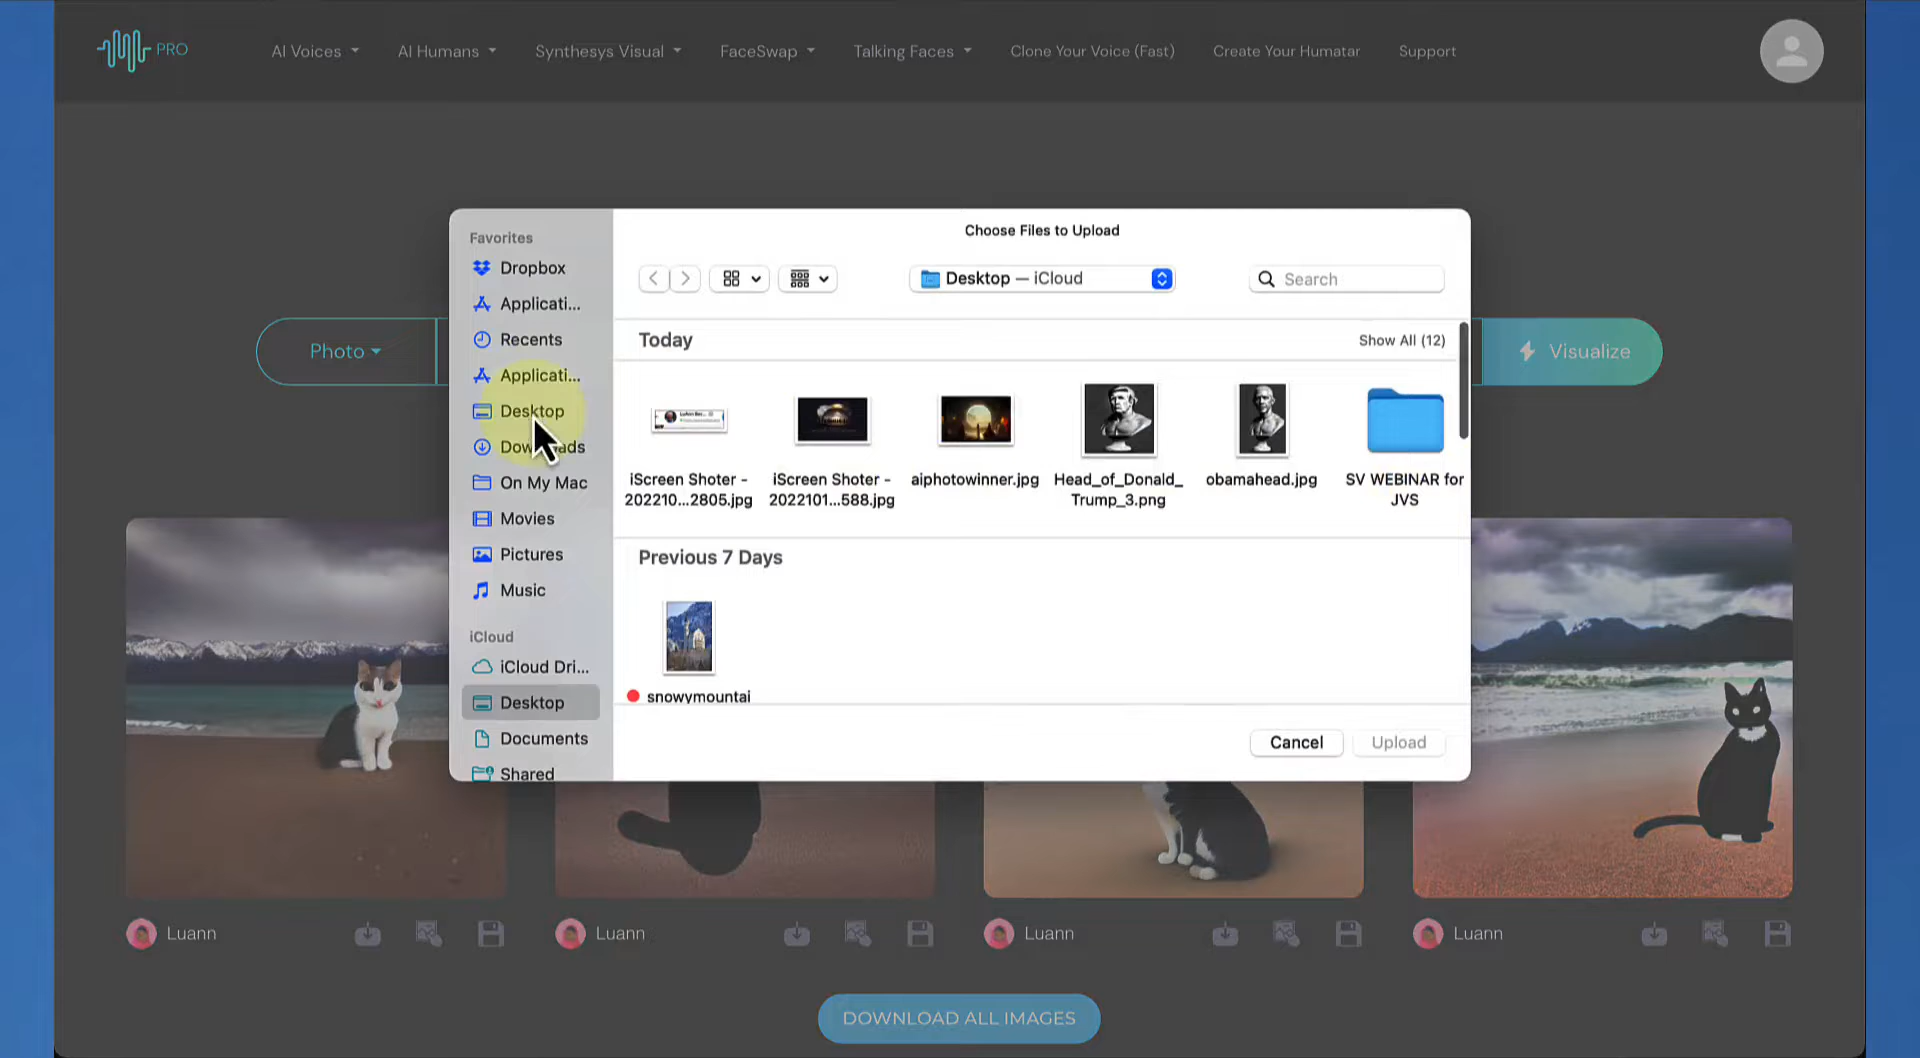 PRO
AI Voices
AI Humans
Synthesys Visual
FaceSwap
Talking Faces
Clone Your Voice (Fast)
Create Your Humatar
Support
Photo
Visualize
Choose Files to Upload
Favorites
Dropbox
Applicati...
Recents
Applicati...
Desktop
Downloads
On My Mac
Movies
Pictures
Music
iCloud
iCloud Dri...
Desktop
Documents
Shared
Desktop — iCloud
Search
Today
Show All (12)
iScreen Shoter -
202210...2805.jpg
iScreen Shoter -
2022101...588.jpg
aiphotowinner.jpg
Head_of_Donald_
Trump_3.png
obamahead.jpg
SV WEBINAR for
JVS
Previous 7 Days
snowymountai
Cancel
Upload
Luann
Luann
Luann
Luann
DOWNLOAD ALL IMAGES